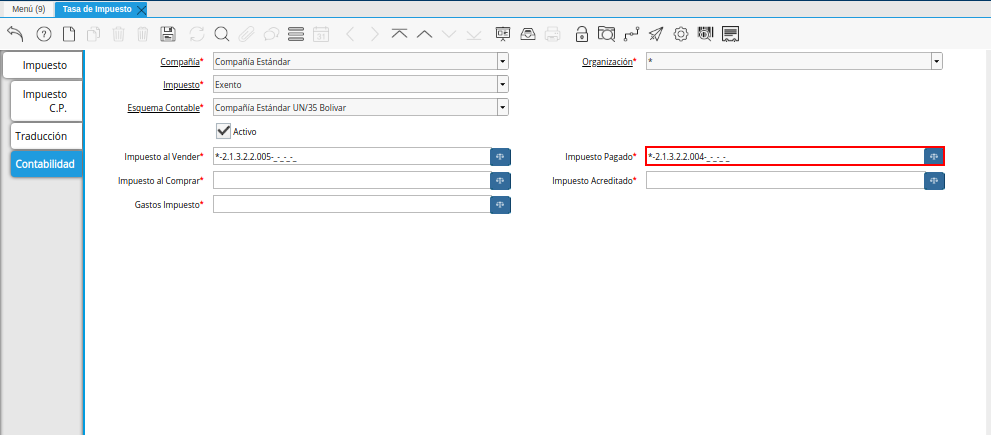 Menú (9) Tasa de Impuesto
Impuesto
Impuesto
C.P.
Traducción
Contabilidad
Compañía* Compañía Estándar Organización* *
Impuesto* Exento
Esquema Contable* Compañía Estándar UN/35 Bolivar
Activo
Impuesto al Vender* *-2.1.3.2.2.005-_-_-_-_ Impuesto Pagado* *-2.1.3.2.2.004-_-_-_-_
Impuesto al Comprar* Impuesto Acreditado*
Gastos Impuesto*